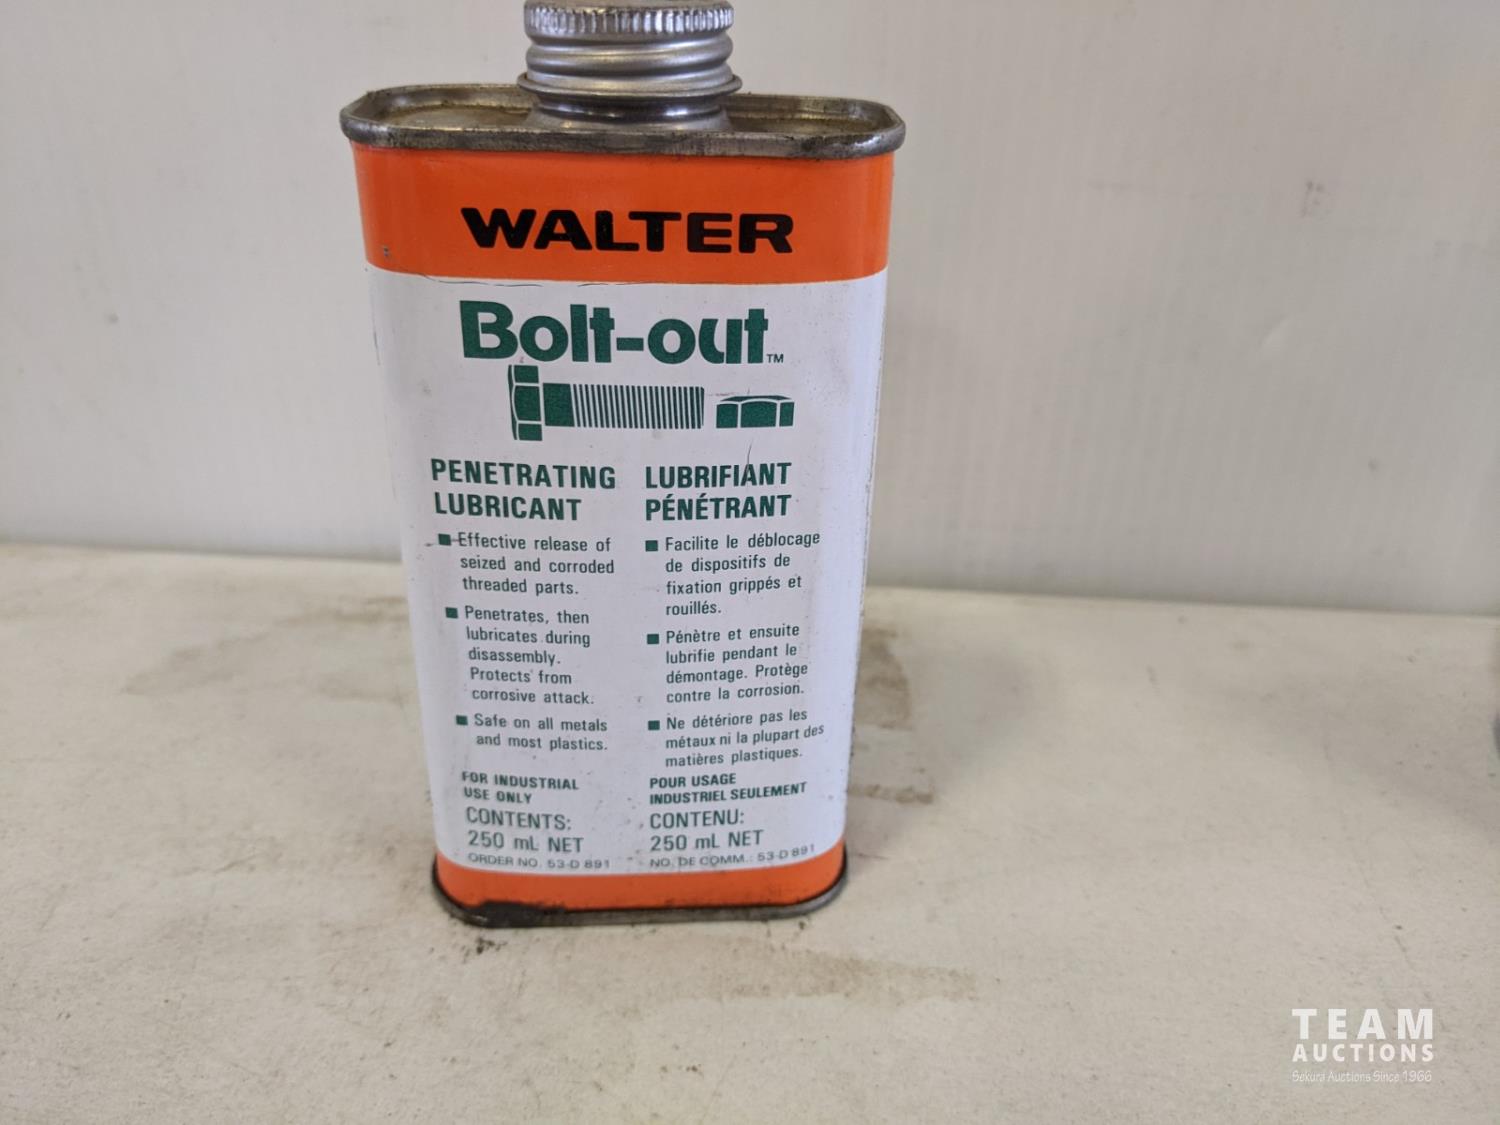 WALTER
Bolt-out™
PENETRATING
LUBRICANT
■ Effective release of
seized and corroded
threaded parts.
■ Penetrates, then
lubricates during
disassembly.
Protects from
corrosive attack.
■ Safe on all metals
and most plastics.
FOR INDUSTRIAL
USE ONLY
CONTENTS:
250 mL NET
ORDER NO. 53-D 891
LUBRIFIANT
PÉNÉTRANT
■ Facilite le déblocage
de dispositifs de
fixation grippés et
rouillés.
■ Pénètre et ensuite
lubrifie pendant le
démontage. Protège
contre la corrosion.
■ Ne détériore pas les
métaux ni la plupart des
matières plastiques.
POUR USAGE
INDUSTRIEL SEULEMENT
CONTENU:
250 mL NET
NO. DE COMM.: 53-D 891
TEAM
AUCTIONS
Sekura Auctions Since 1966